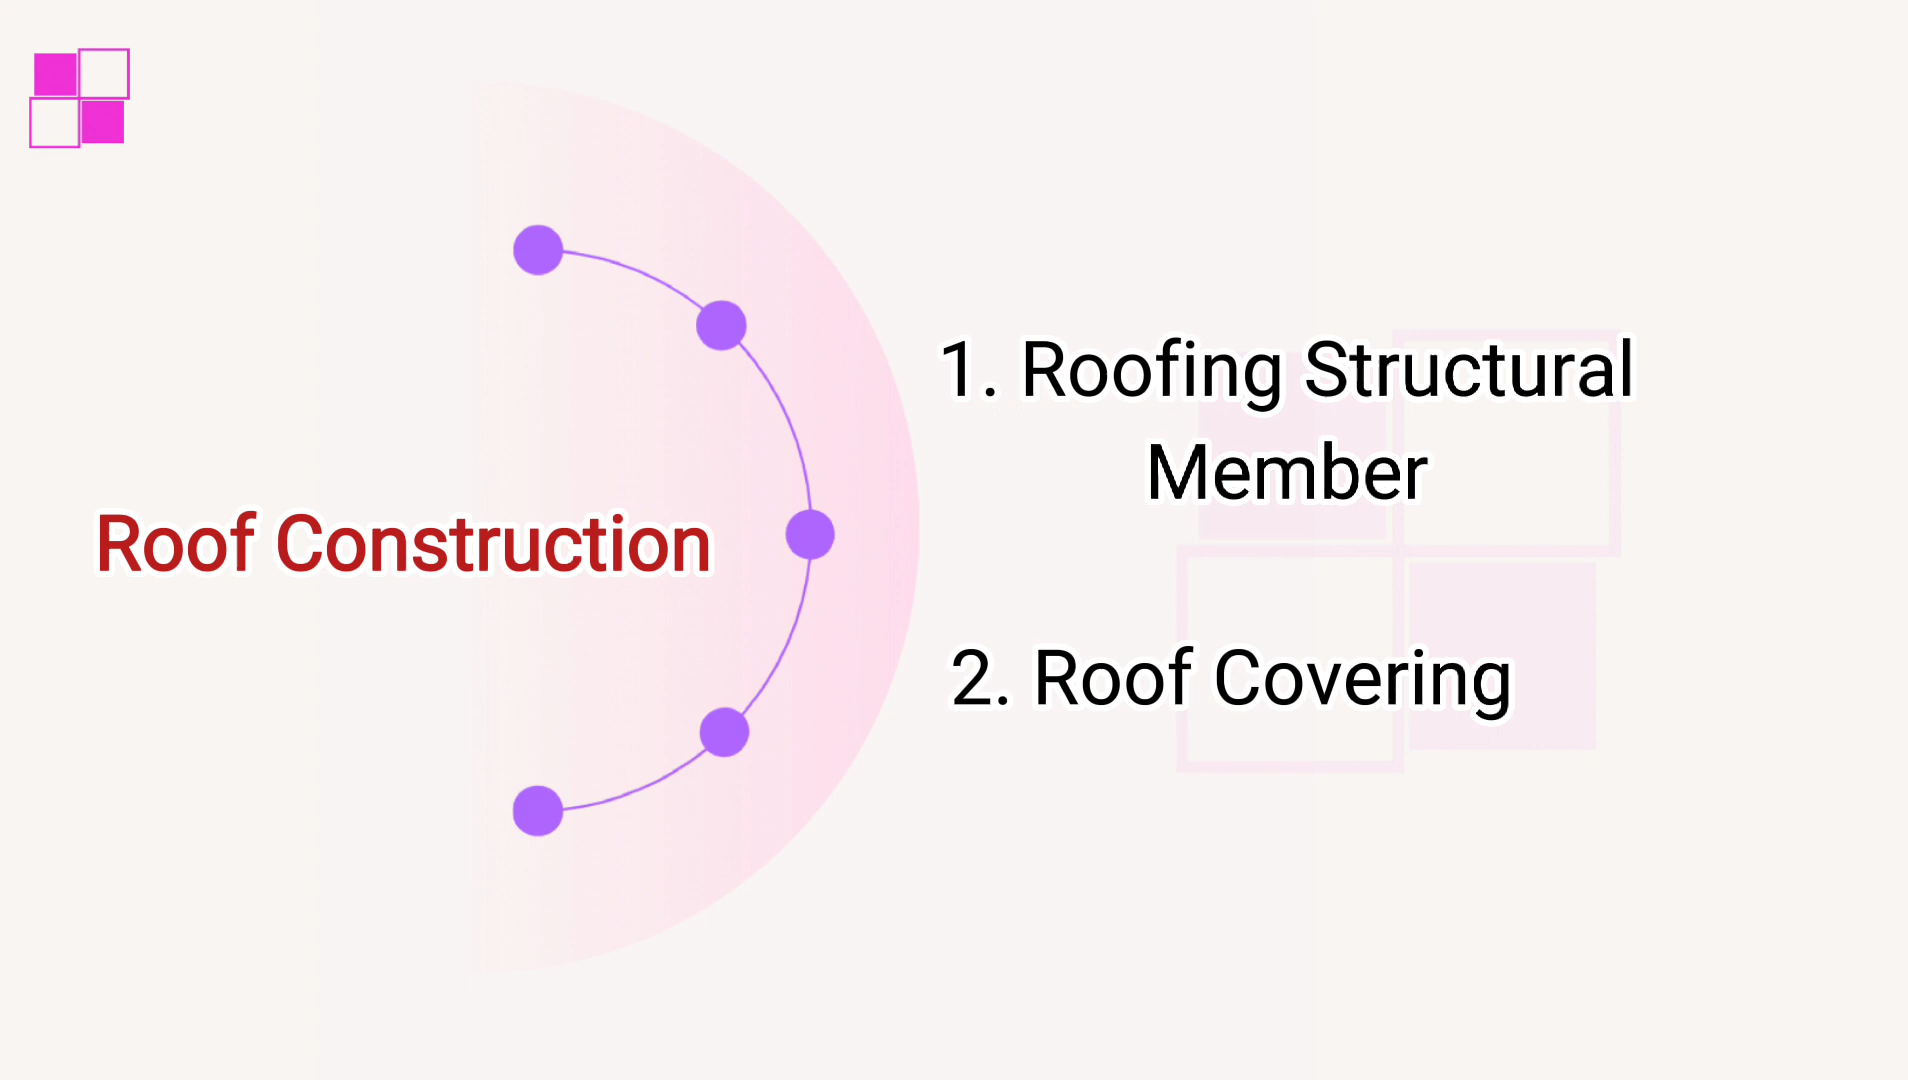 Roof Construction
1. Roofing Structural
Member
2. Roof Covering